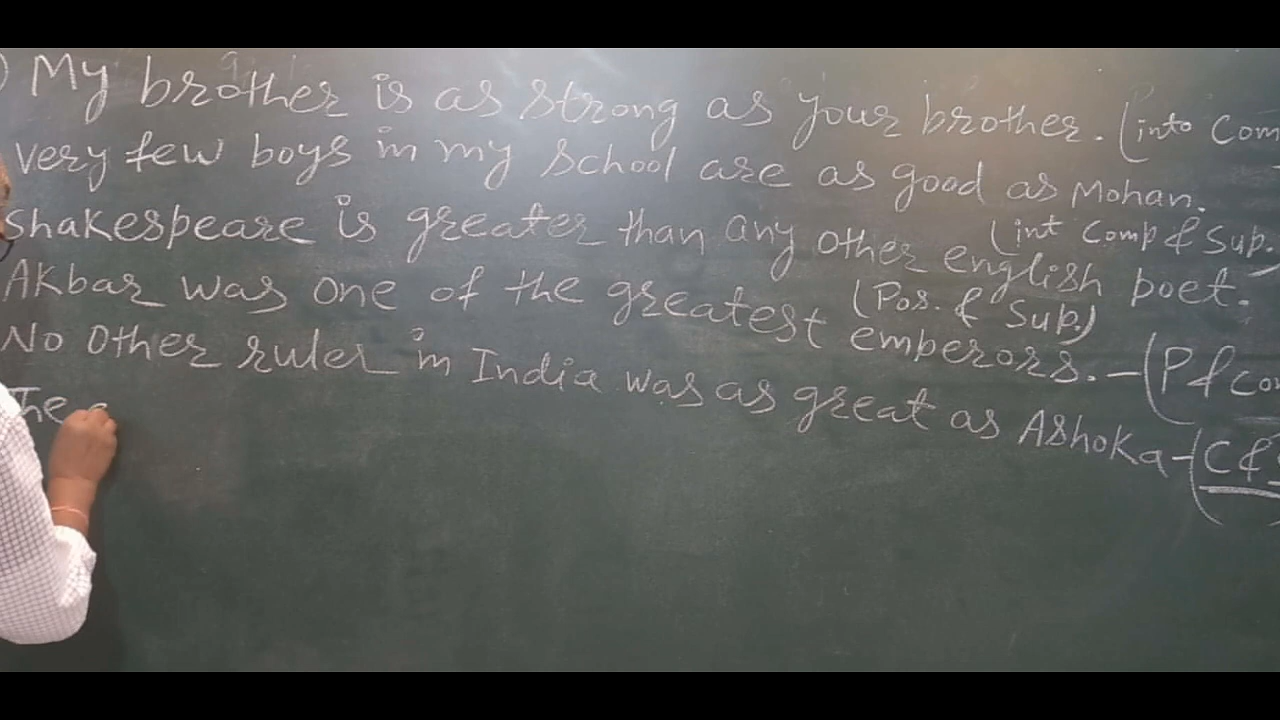 ) My brother is as strong as your brother. (into Com
very few boys in my school are as good as Mohan.
(int Comp & Sup.)
Shakespeare is greater than any other english poet.
(Pos. & Sup.)
Akbar was one of the greatest emperors. - (P & co
No other ruler in India was as great as Ashoka - (C &
The